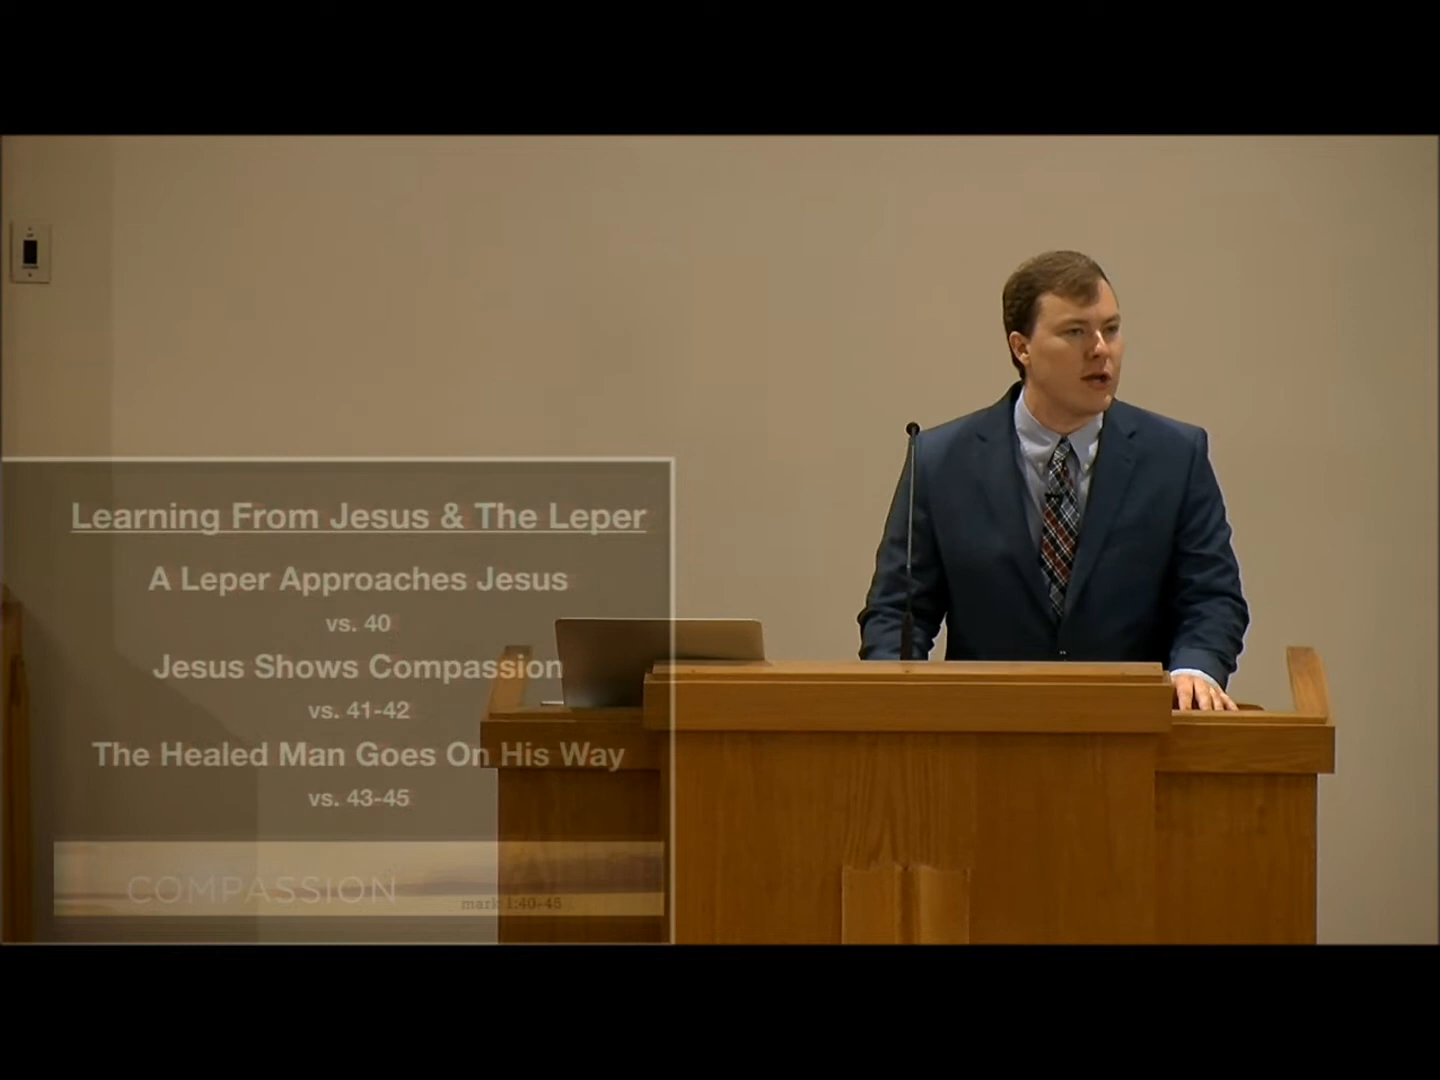 Learning From Jesus & The Leper
A Leper Approaches Jesus
vs. 40
Jesus Shows Compassion
vs. 41-42
The Healed Man Goes On His Way
vs. 43-45
COMPASSION
mark 1:40-45